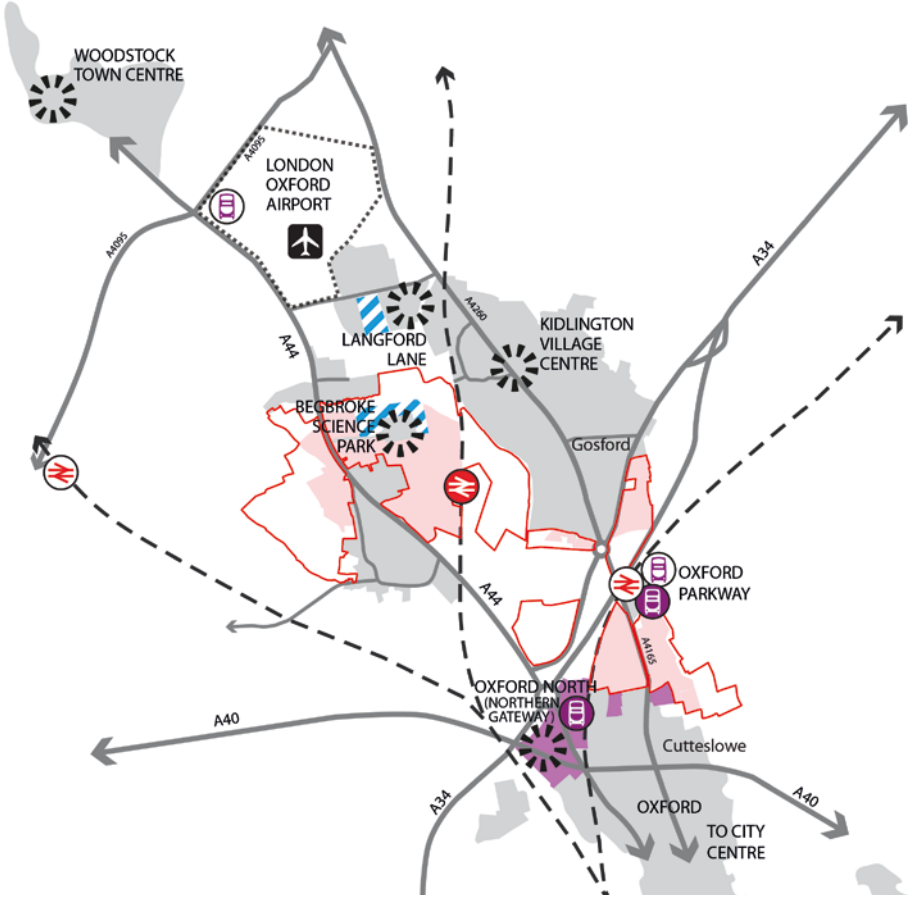 WOODSTOCK
TOWN CENTRE
A4095
LONDON
OXFORD
AIRPORT
A4095
A34
A4260
A44
LANGFORD
LANE
KIDLINGTON
VILLAGE
CENTRE
BEGBROKE
SCIENCE
PARK
Gosford
OXFORD
PARKWAY
A44
A4165
OXFORD NORTH
(NORTHERN
GATEWAY)
A40
Cutteslowe
A34
OXFORD
A40
TO CITY
CENTRE